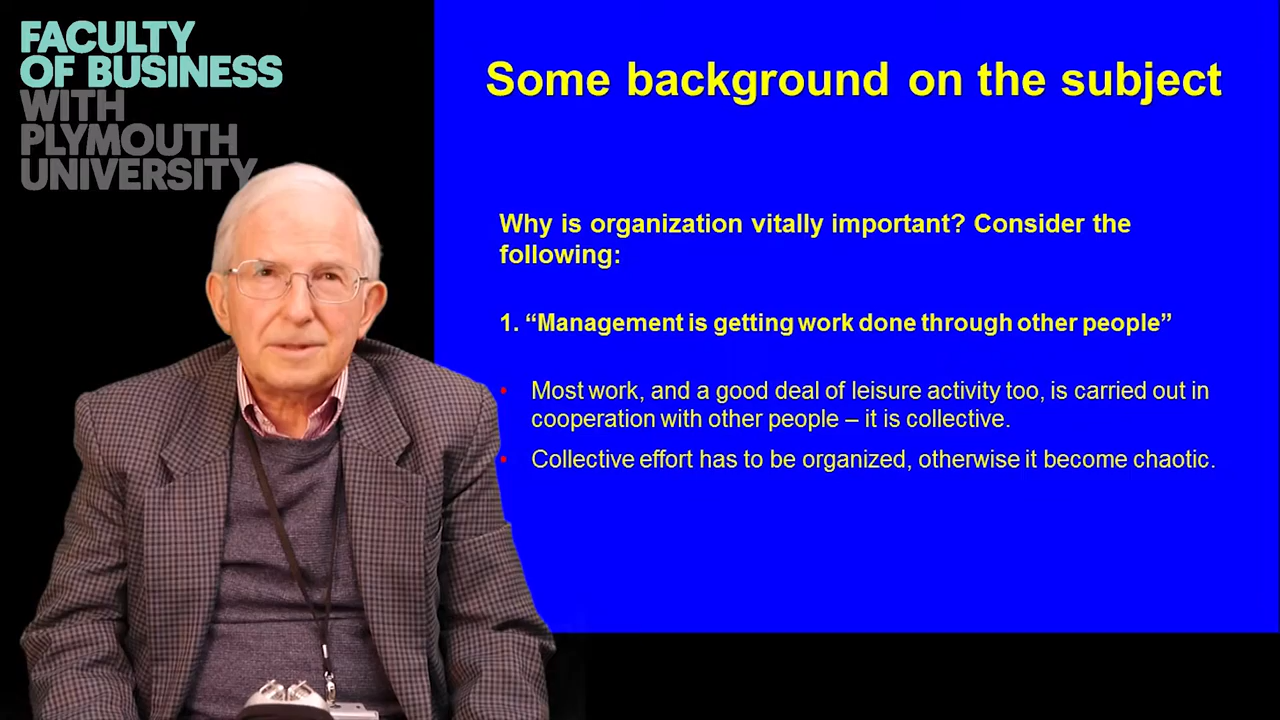 FACULTY
OF BUSINESS
WITH
PLYMOUTH
UNIVERSITY
Some background on the subject
Why is organization vitally important? Consider the
following:
1. “Management is getting work done through other people”
• Most work, and a good deal of leisure activity too, is carried out in
cooperation with other people – it is collective.
• Collective effort has to be organized, otherwise it become chaotic.